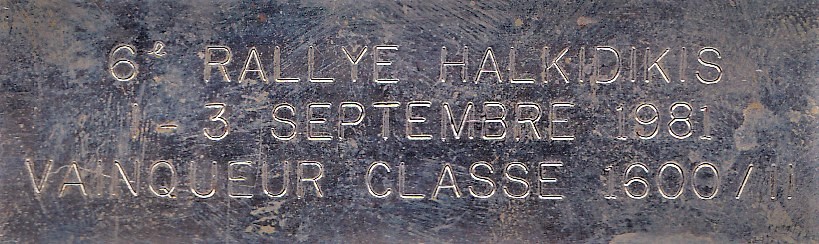 6e RALLYE HALKIDIKIS
1 - 3 SEPTEMBRE 1981
VAINQUEUR CLASSE 1600/II